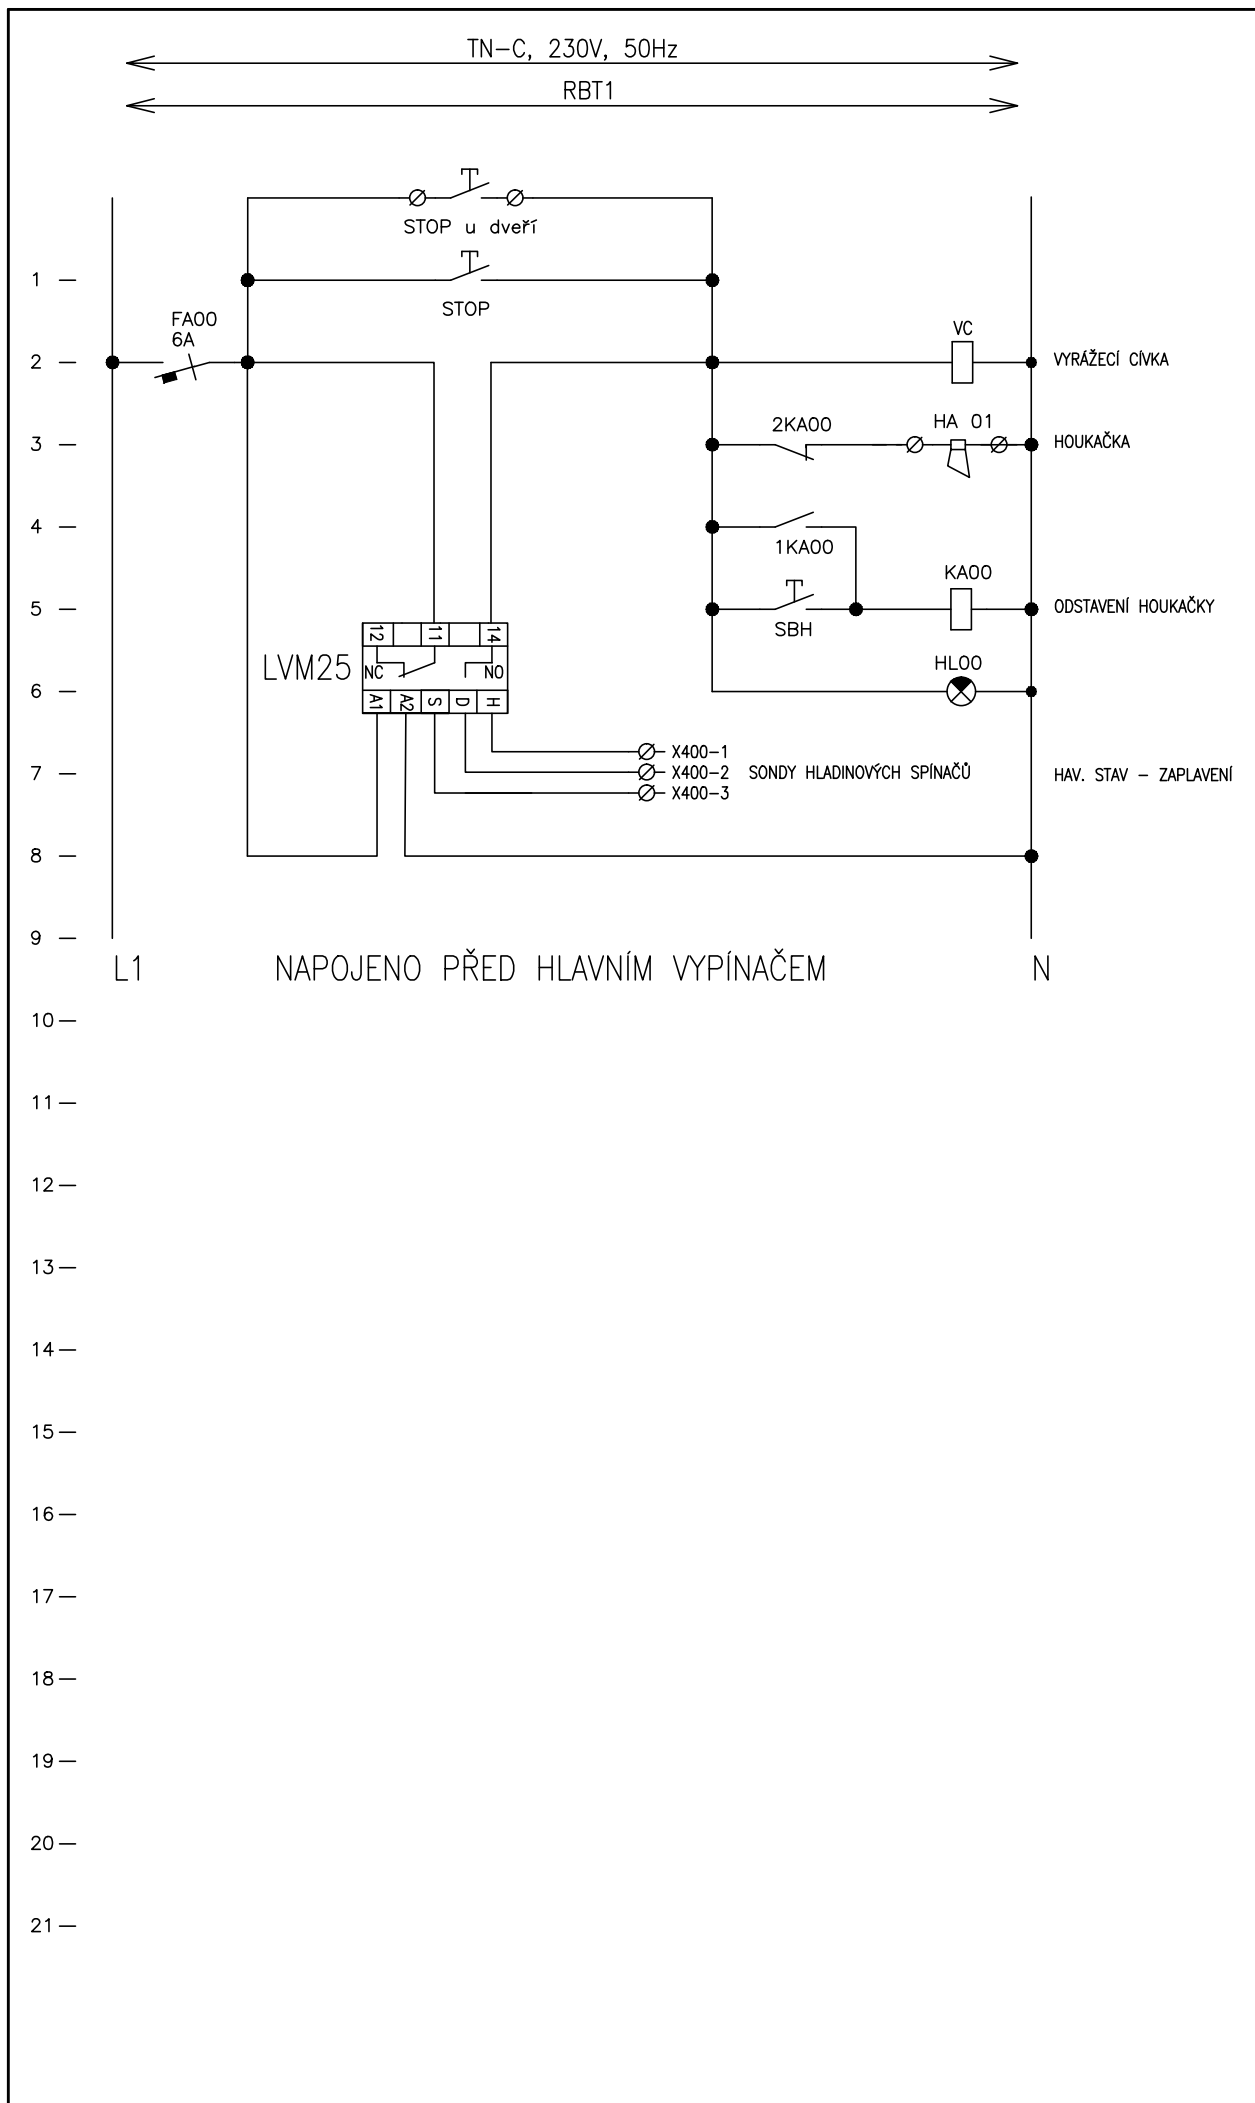 TN-C, 230V, 50Hz
RBT1
STOP u dveří
1
STOP
FA00
6A
VC
2
VYRÁŽECÍ CÍVKA
2KA00
HA 01
3
HOUKAČKA
4
1KA00
KA00
5
ODSTAVENÍ HOUKAČKY
SBH
12
11
14
LVM25
NC
NO
HL00
6
A1
A2
S
D
H
X400-1
7
X400-2
SONDY HLADINOVÝCH SPÍNAČŮ
HAV. STAV - ZAPLAVENÍ
X400-3
8
9
L1
NAPOJENO PŘED HLAVNÍM VYPÍNAČEM
N
10
11
12
13
14
15
16
17
18
19
20
21